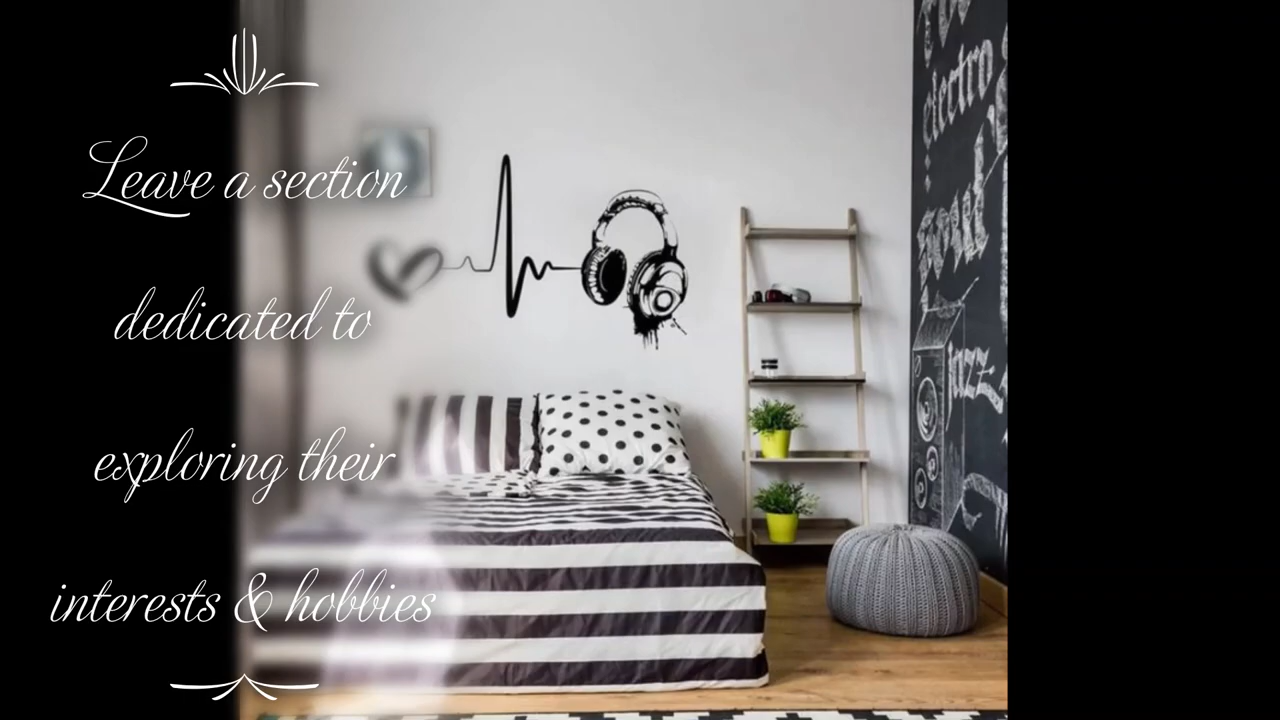 Leave a section
dedicated to
exploring their
interests & hobbies
electro
jazz